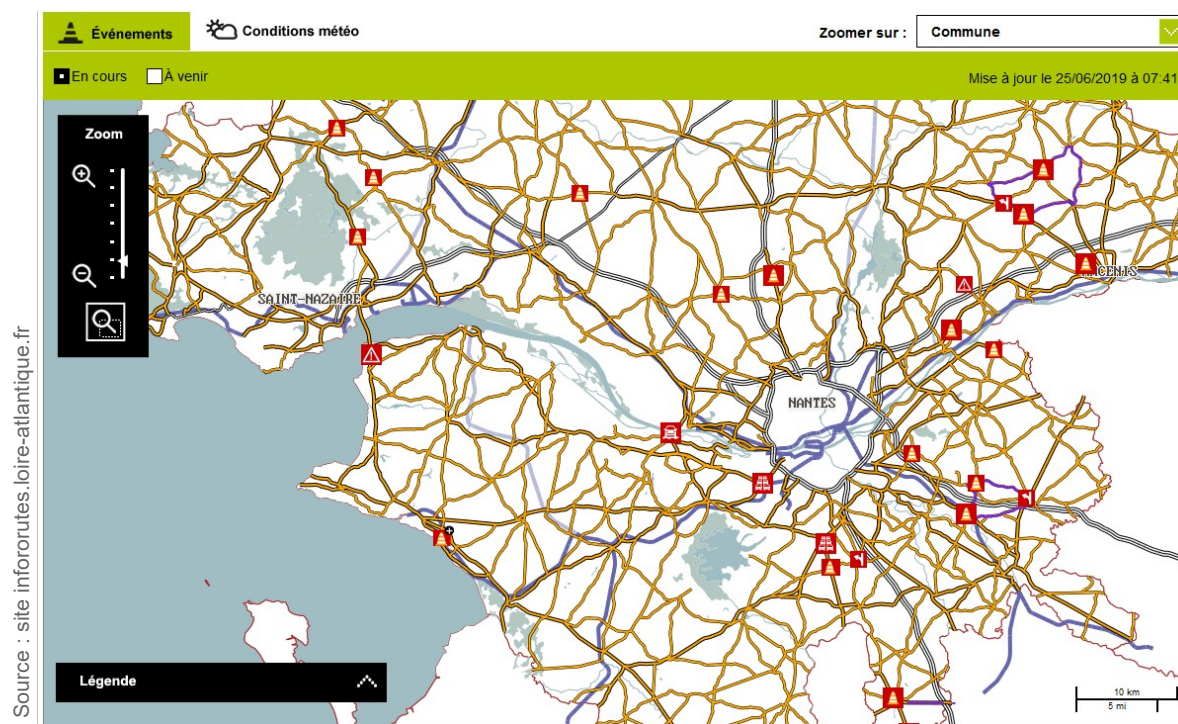 Événements
Conditions météo
Zoomer sur :
Commune
En cours
À venir
Mise à jour le 25/06/2019 à 07:41
Zoom
SAINT-NAZAIRE
NANTES
Légende
10 km
5 mi
Source : site infororutes.loire-atlantique.fr